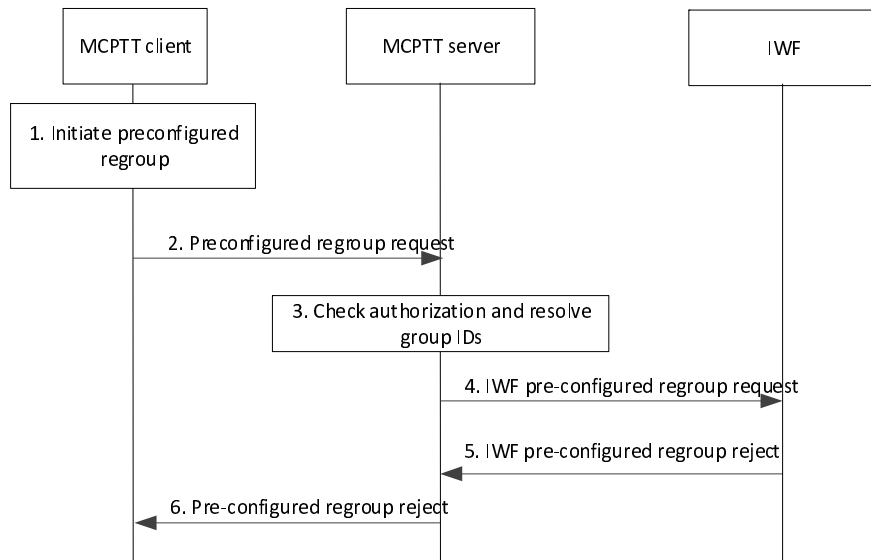 MCPTT client
MCPTT server
IWF
1. Initiate preconfigured
regroup
2. Preconfigured regroup request
3. Check authorization and resolve
group IDs
4. IWF pre-configured regroup request
5. IWF pre-configured regroup reject
6. Pre-configured regroup reject